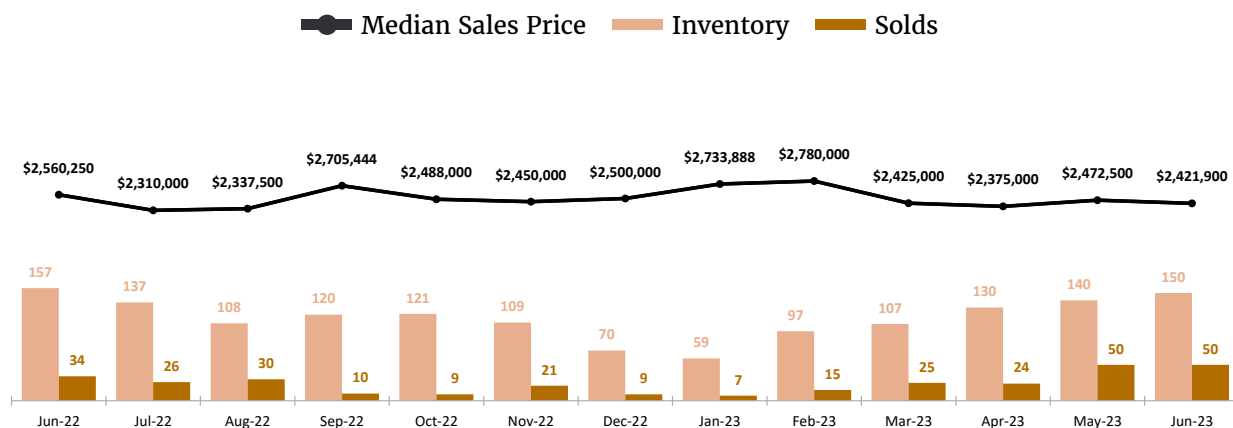 Median Sales Price Inventory Solds
$2,560,250 $2,310,000 $2,337,500 $2,705,444 $2,488,000 $2,450,000 $2,500,000 $2,733,888 $2,780,000 $2,425,000 $2,375,000 $2,472,500 $2,421,900
157 137 108 120 121 109 70 59 97 107 130 140 150
34 26 30 10 9 21 9 7 15 25 24 50 50
Jun-22 Jul-22 Aug-22 Sep-22 Oct-22 Nov-22 Dec-22 Jan-23 Feb-23 Mar-23 Apr-23 May-23 Jun-23